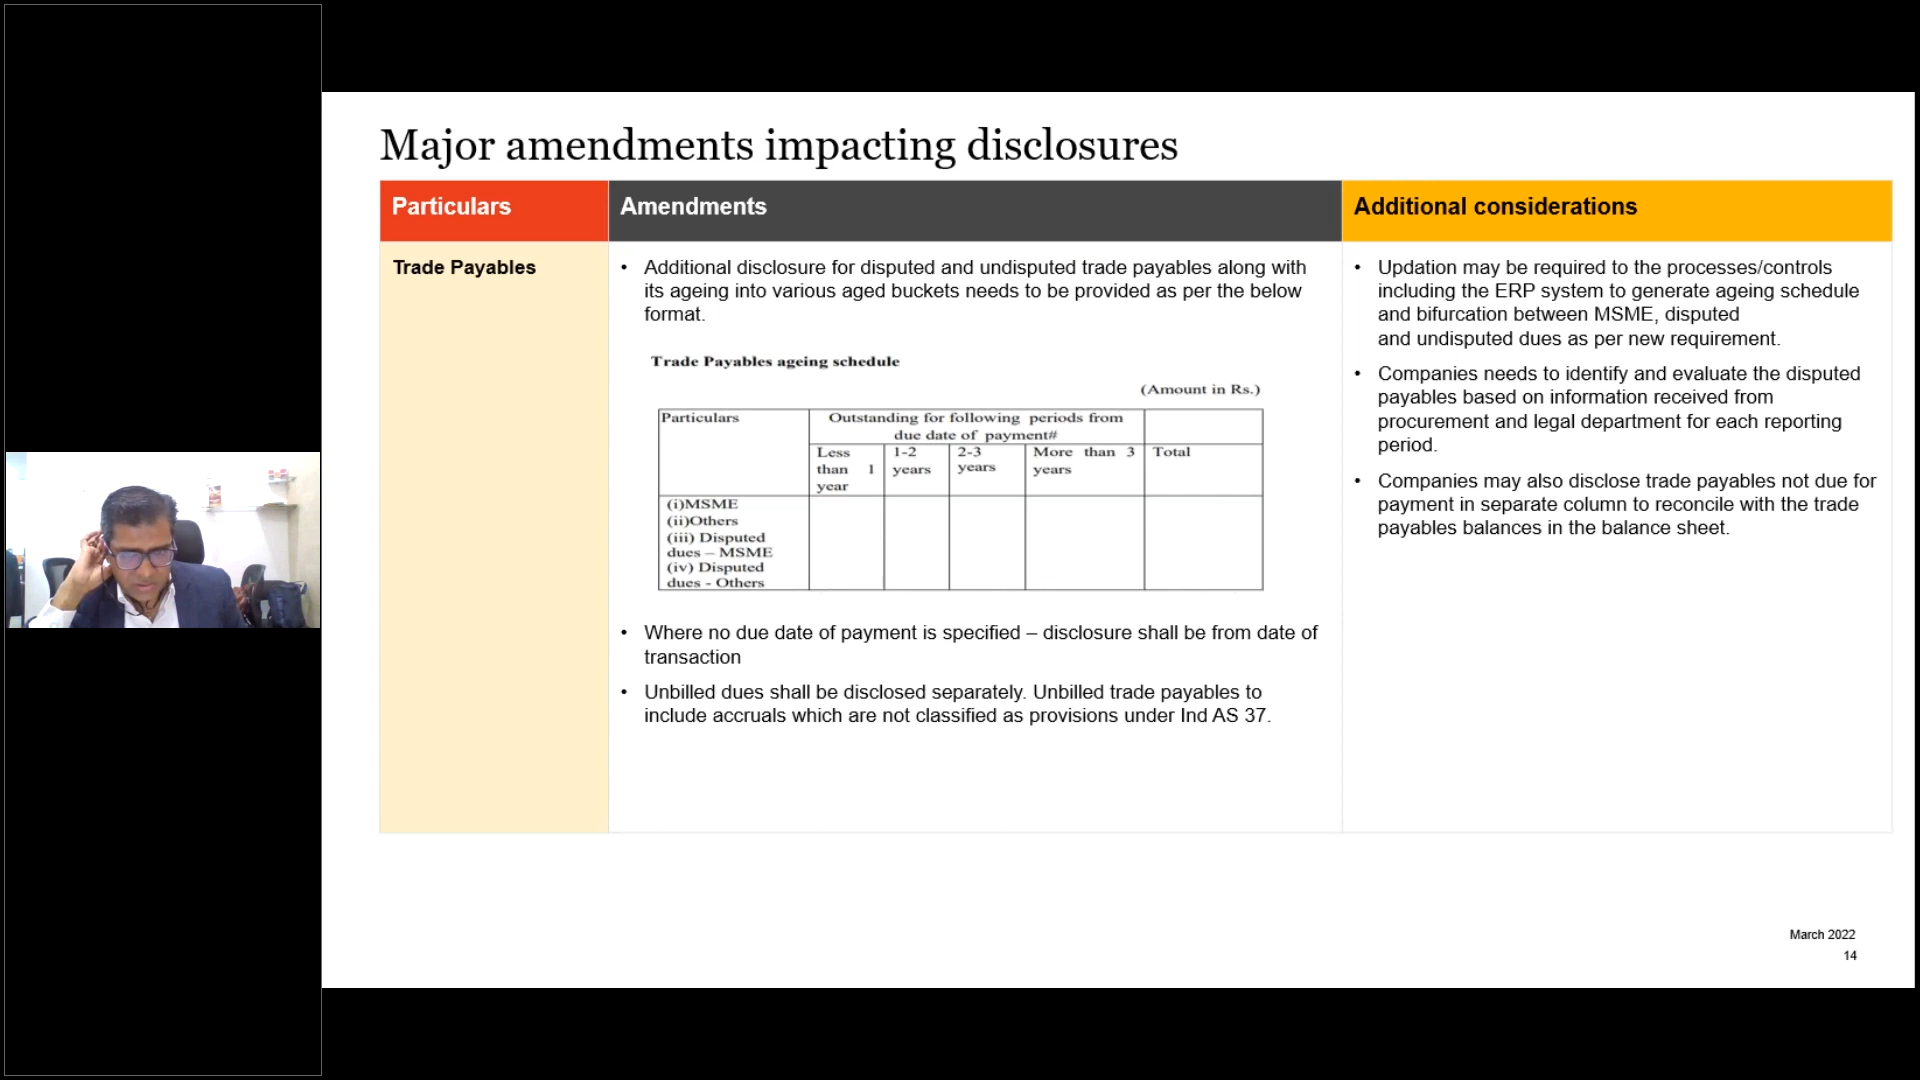 Major amendments impacting disclosures
Particulars
Amendments
Additional considerations
Trade Payables
• Additional disclosure for disputed and undisputed trade payables along with
its ageing into various aged buckets needs to be provided as per the below
format.
Trade Payables ageing schedule
(Amount in Rs.)
Particulars
Outstanding for following periods from
due date of payment#
Less
than 1
year
1-2
years
2-3
years
More than 3
years
Total
(i)MSME
(ii)Others
(iii) Disputed
dues – MSME
(iv) Disputed
dues - Others
• Where no due date of payment is specified – disclosure shall be from date of
transaction
• Unbilled dues shall be disclosed separately. Unbilled trade payables to
include accruals which are not classified as provisions under Ind AS 37.
• Updation may be required to the processes/controls
including the ERP system to generate ageing schedule
and bifurcation between MSME, disputed
and undisputed dues as per new requirement.
• Companies needs to identify and evaluate the disputed
payables based on information received from
procurement and legal department for each reporting
period.
• Companies may also disclose trade payables not due for
payment in separate column to reconcile with the trade
payables balances in the balance sheet.
March 2022
14